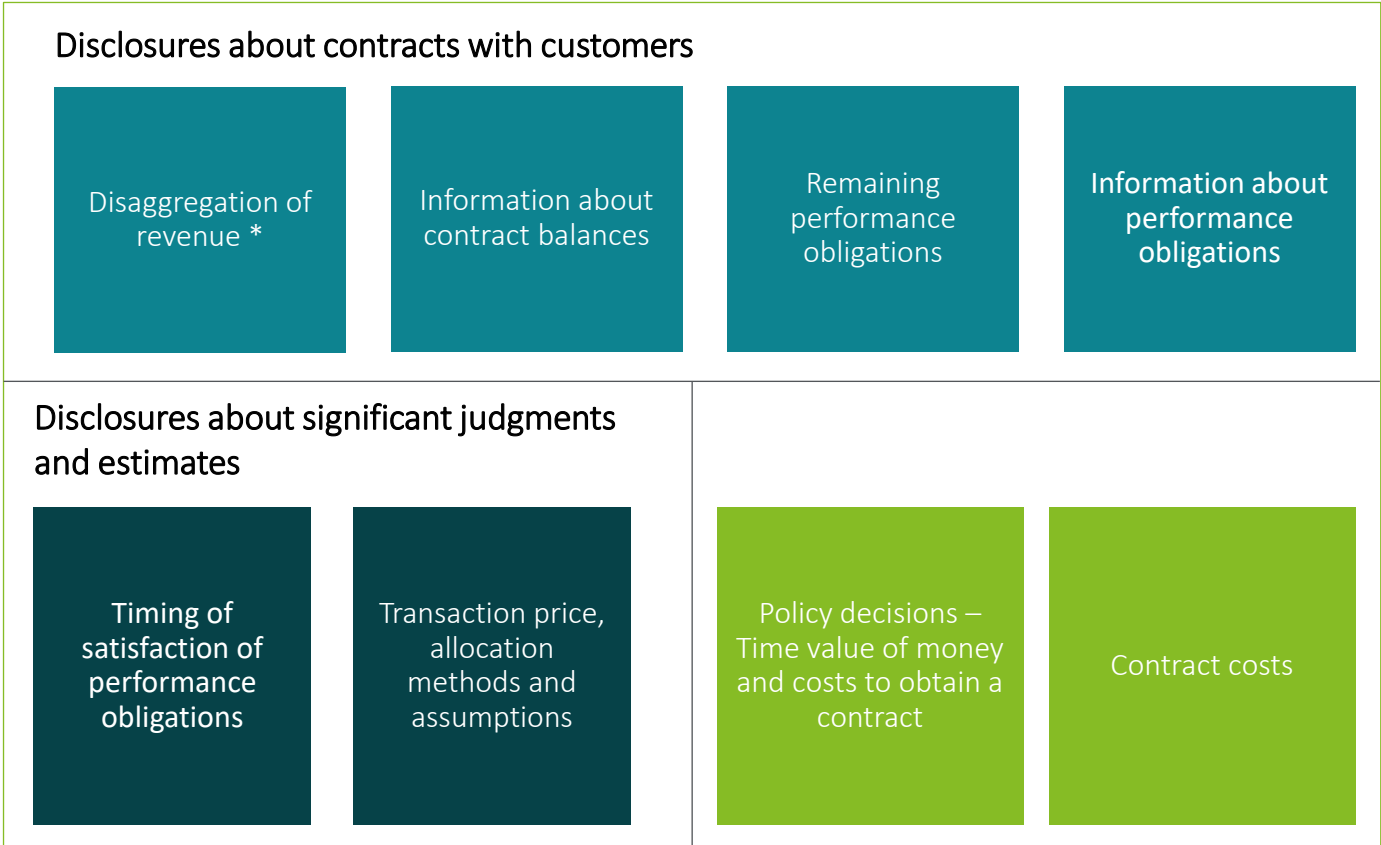 Disclosures about contracts with customers
Disaggregation of
revenue *
Information about
contract balances
Remaining
performance
obligations
Information about
performance
obligations
Disclosures about significant judgments
and estimates
Timing of
satisfaction of
performance
obligations
Transaction price,
allocation
methods and
assumptions
Policy decisions –
Time value of money
and costs to obtain a
contract
Contract costs